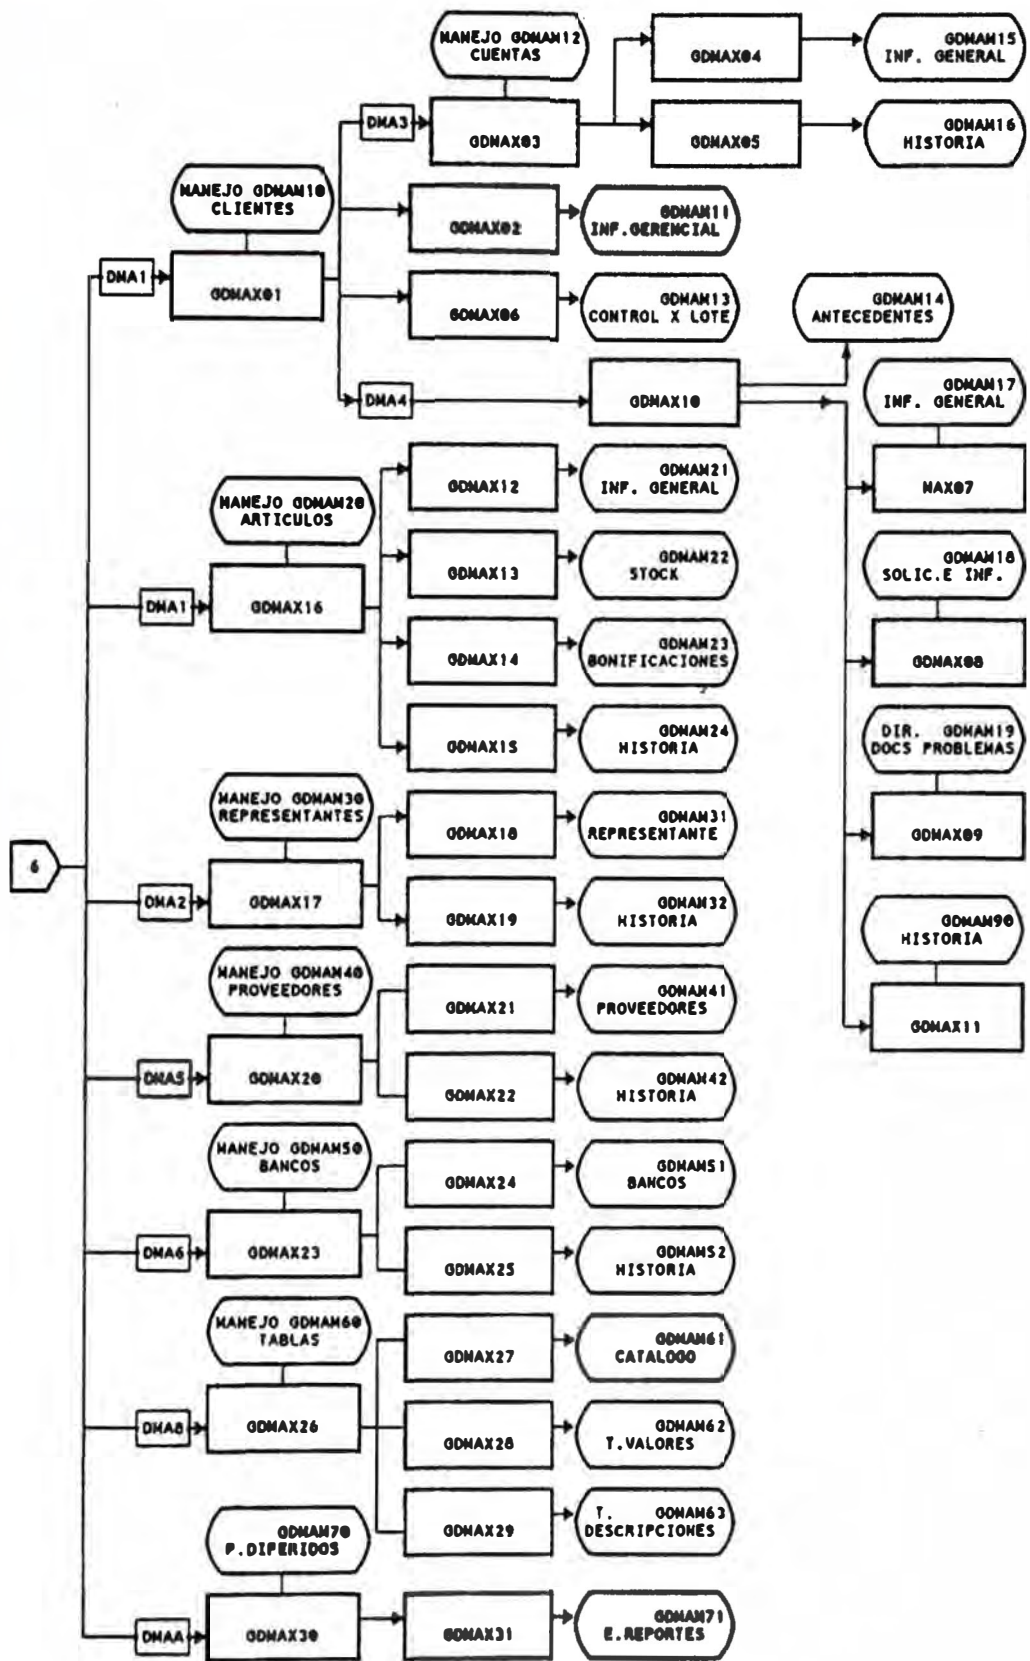 MANEJO GDMAM12
CUENTAS
GDMAX04
GDMAM15
INF. GENERAL
DMA3
GDMAX03
GDMAX05
GDMAM16
HISTORIA
MANEJO GDMAM10
CLIENTES
GDMAX02
GDMAM11
INF.GERENCIAL
DMA1
GDMAX01
GDMAX06
GDMAM13
CONTROL X LOTE
GDMAM14
ANTECEDENTES
DMA4
GDMAX10
GDMAM17
INF. GENERAL
MAX07
GDMAM18
SOLIC.E INF.
GDMAX08
DIR. GDMAM19
DOCS PROBLEMAS
GDMAX09
GDMAM90
HISTORIA
GDMAX11
MANEJO GDMAM20
ARTICULOS
DMA1
GDMAX16
GDMAX12
GDMAM21
INF. GENERAL
GDMAX13
GDMAM22
STOCK
GDMAX14
GDMAM23
BONIFICACIONES
GDMAX15
GDMAM24
HISTORIA
6
MANEJO GDMAM30
REPRESENTANTES
DMA2
GDMAX17
GDMAX18
GDMAM31
REPRESENTANTE
GDMAX19
GDMAM32
HISTORIA
MANEJO GDMAM40
PROVEEDORES
DMA5
GDMAX20
GDMAX21
GDMAM41
PROVEEDORES
GDMAX22
GDMAM42
HISTORIA
MANEJO GDMAM50
BANCOS
DMA6
GDMAX23
GDMAX24
GDMAM51
BANCOS
GDMAX25
GDMAM52
HISTORIA
MANEJO GDMAM60
TABLAS
DMA8
GDMAX26
GDMAX27
GDMAM61
CATALOGO
GDMAX28
GDMAM62
T.VALORES
GDMAX29
T. GDMAM63
DESCRIPCIONES
GDMAM70
P.DIFERIDOS
DMAA
GDMAX30
GDMAX31
GDMAM71
E.REPORTES